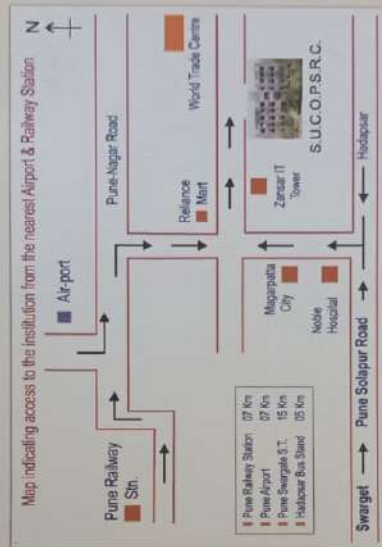 Map indicating access to the institution from the nearest Airport & Railway Station
N
Air-port
Pune Railway
Stn.
Pune-Nagar Road
Reliance
Mart
World Trade Centre
Zansar IT
Tower
S.U.C.O.P.S.R.C.
Magarpatta
City
Noble
Hospital
Pune Railway Station 07 Km
Pune Airport 07 Km
Pune Swargate S.T. 15 Km
Hadapsar Bus Stand 05 Km
Swarget
Pune Solapur Road
Hadapsar